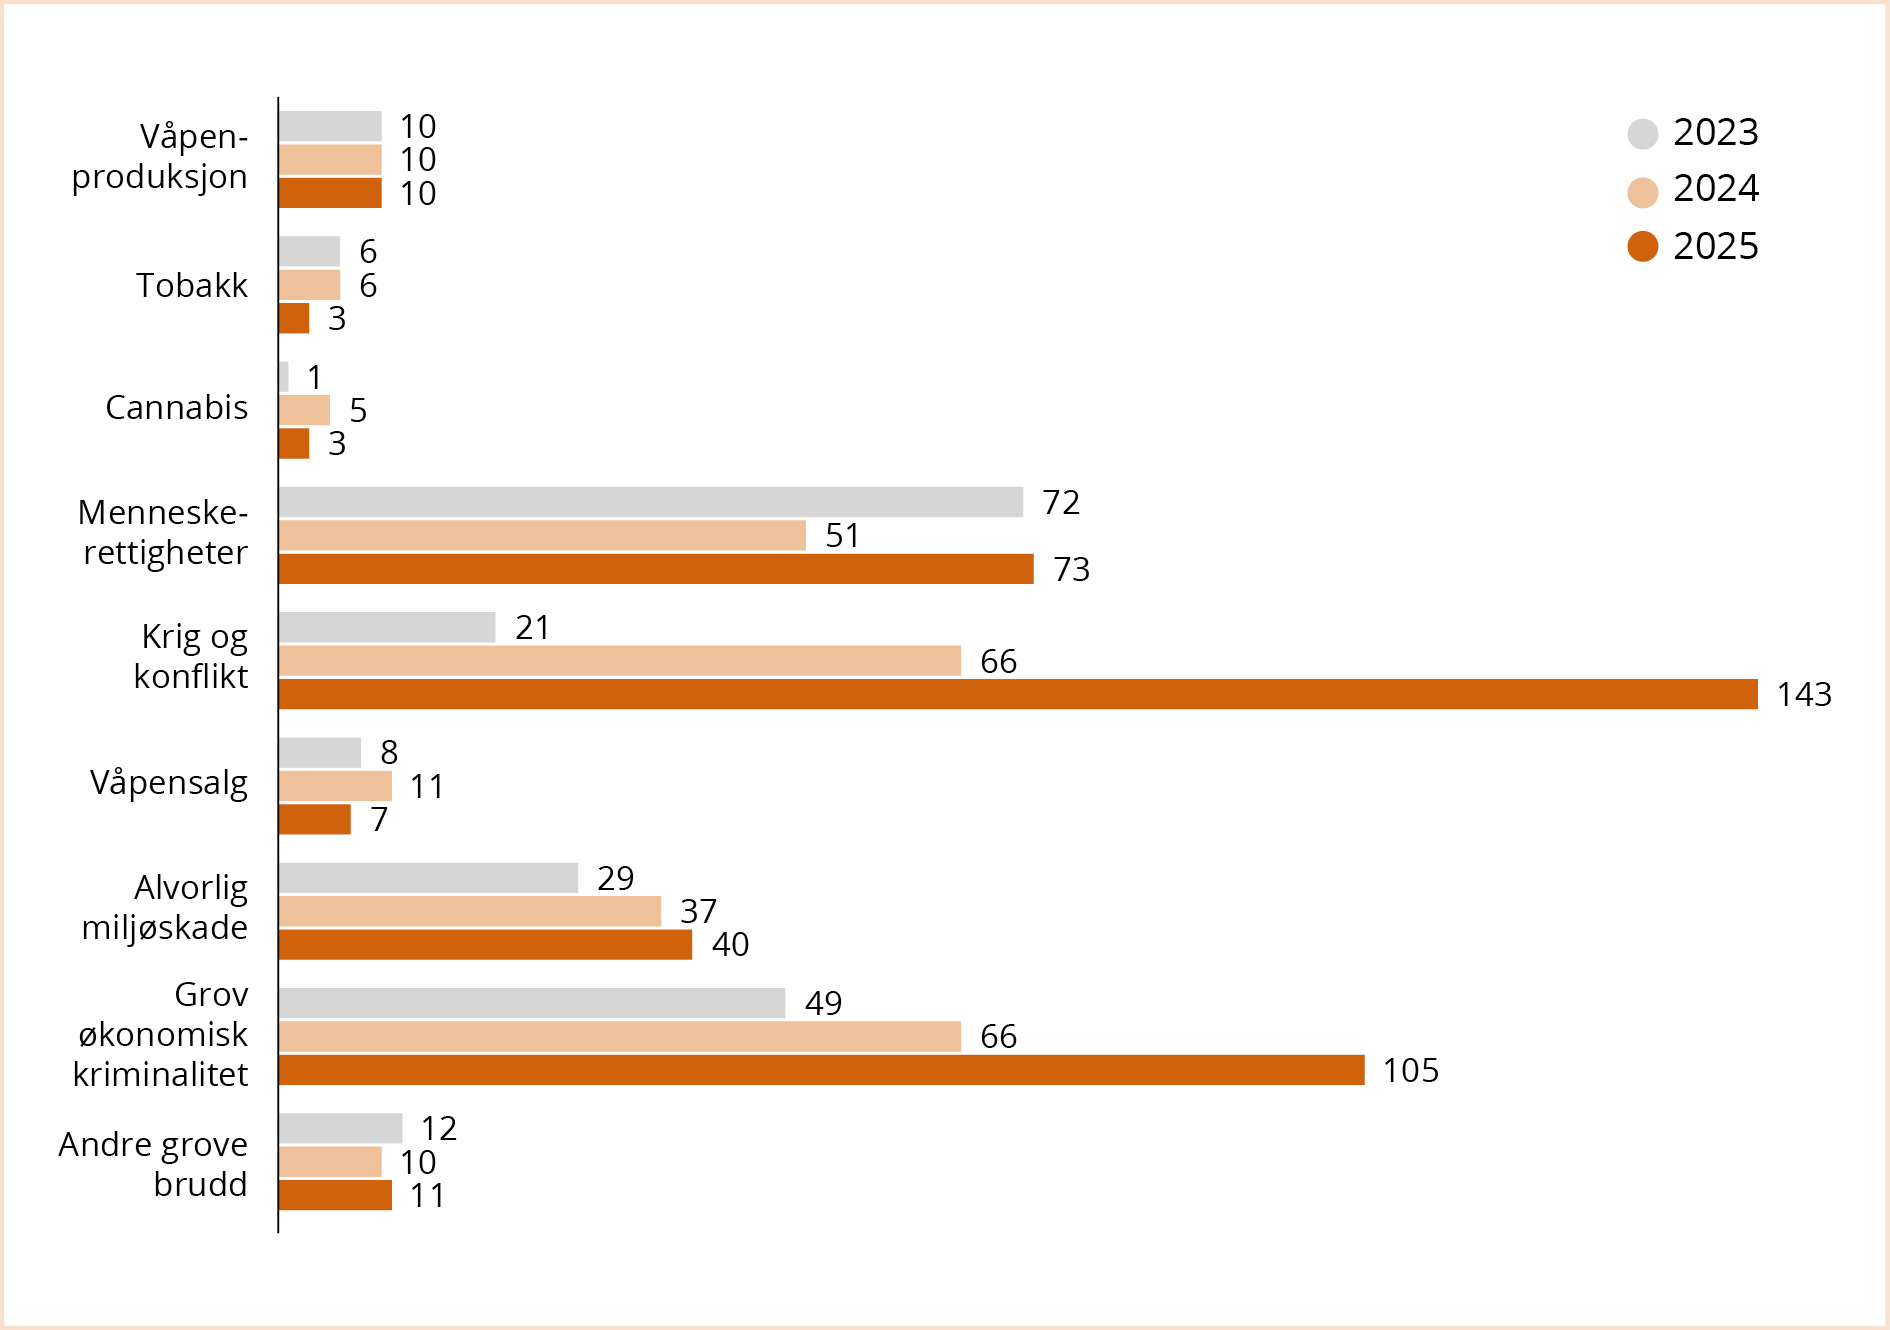 Våpen-
produksjon
10
10
10
Tobakk
6
6
3
Cannabis
1
5
3
Menneske-
rettigheter
72
51
73
Krig og
konflikt
21
66
143
Våpensalg
8
11
7
Alvorlig
miljøskade
29
37
40
Grov
økonomisk
kriminalitet
49
66
105
Andre grove
brudd
12
10
11
2023
2024
2025